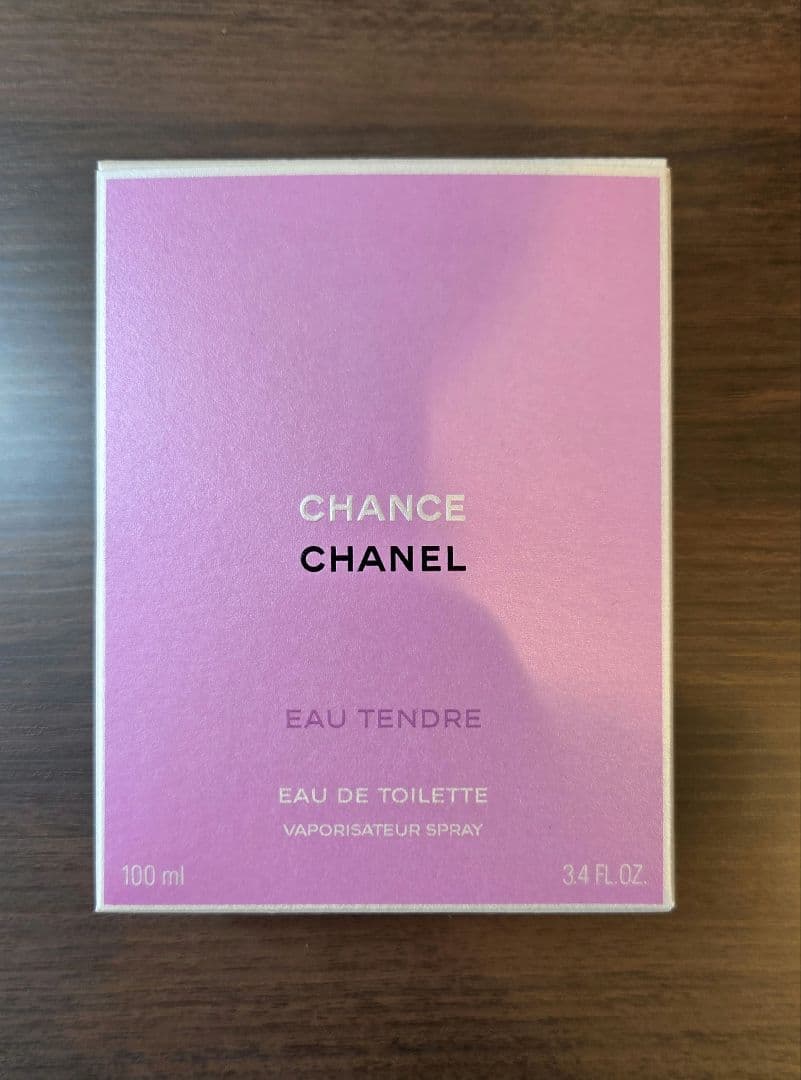 CHANCE
CHANEL
EAU TENDRE
EAU DE TOILETTE
VAPORISATEUR SPRAY
100 ml 3.4 FL.OZ.